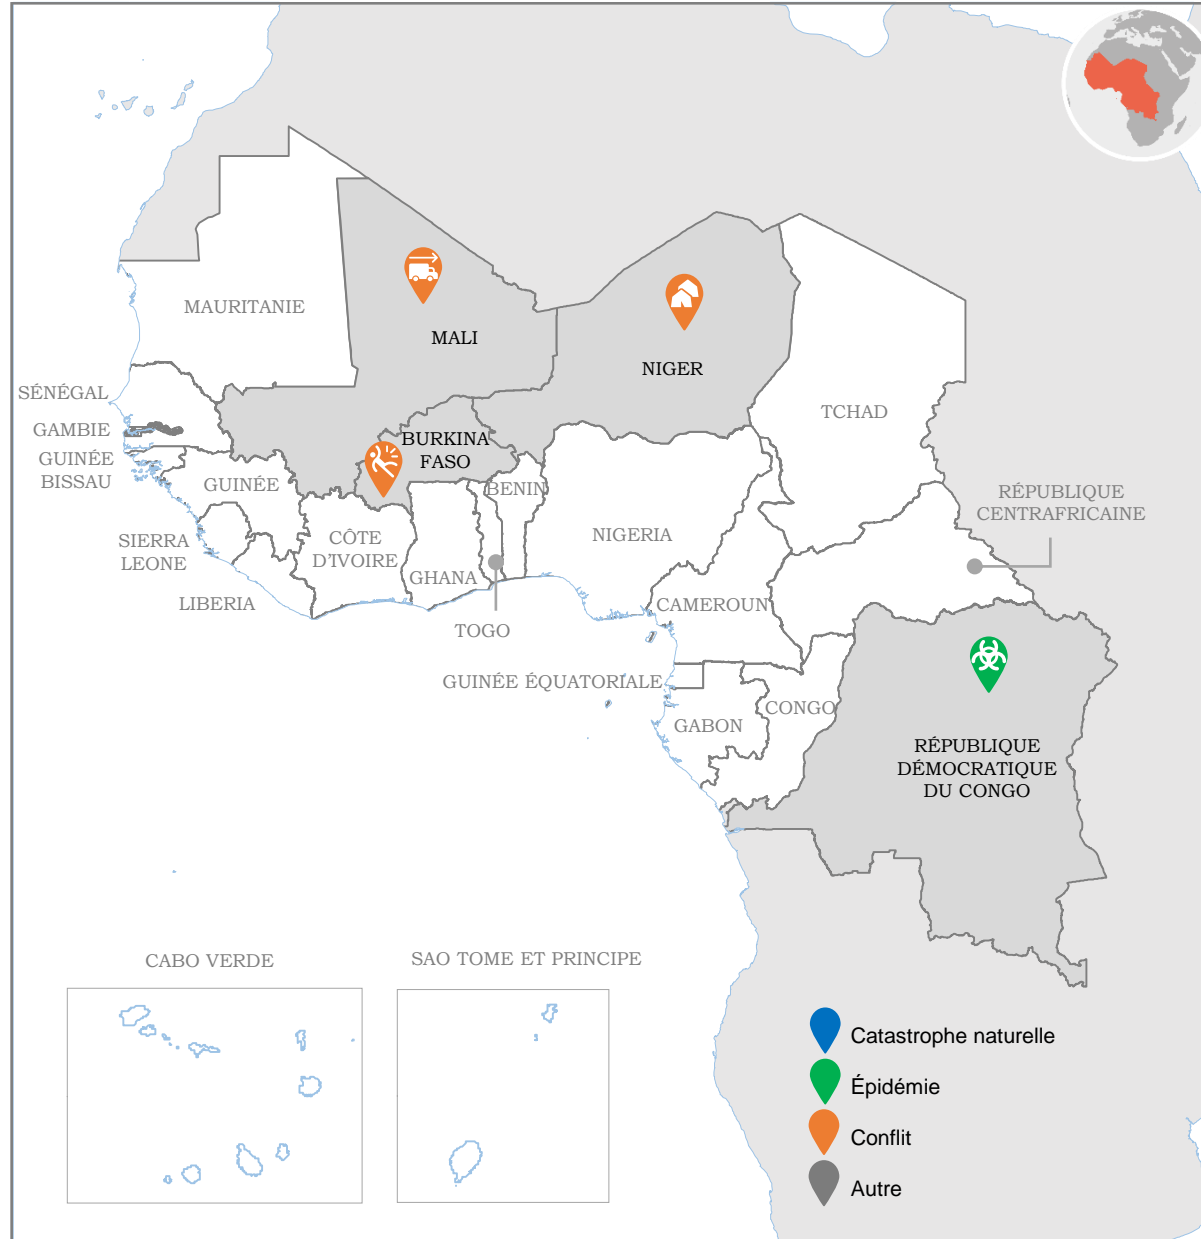 MAURITANIE
MALI
NIGER
TCHAD
SÉNÉGAL
GAMBIE
GUINÉE
BISSAU
GUINÉE
BURKINA
FASO
BENIN
NIGERIA
RÉPUBLIQUE
CENTRAFRICAINE
SIERRA
LEONE
CÔTE
D'IVOIRE
GHANA
LIBERIA
TOGO
CAMEROUN
GUINÉE ÉQUATORIALE
GABON
CONGO
RÉPUBLIQUE
DÉMOCRATIQUE
DU CONGO
CABO VERDE
SAO TOME ET PRINCIPE
Catastrophe naturelle
Épidémie
Conflit
Autre